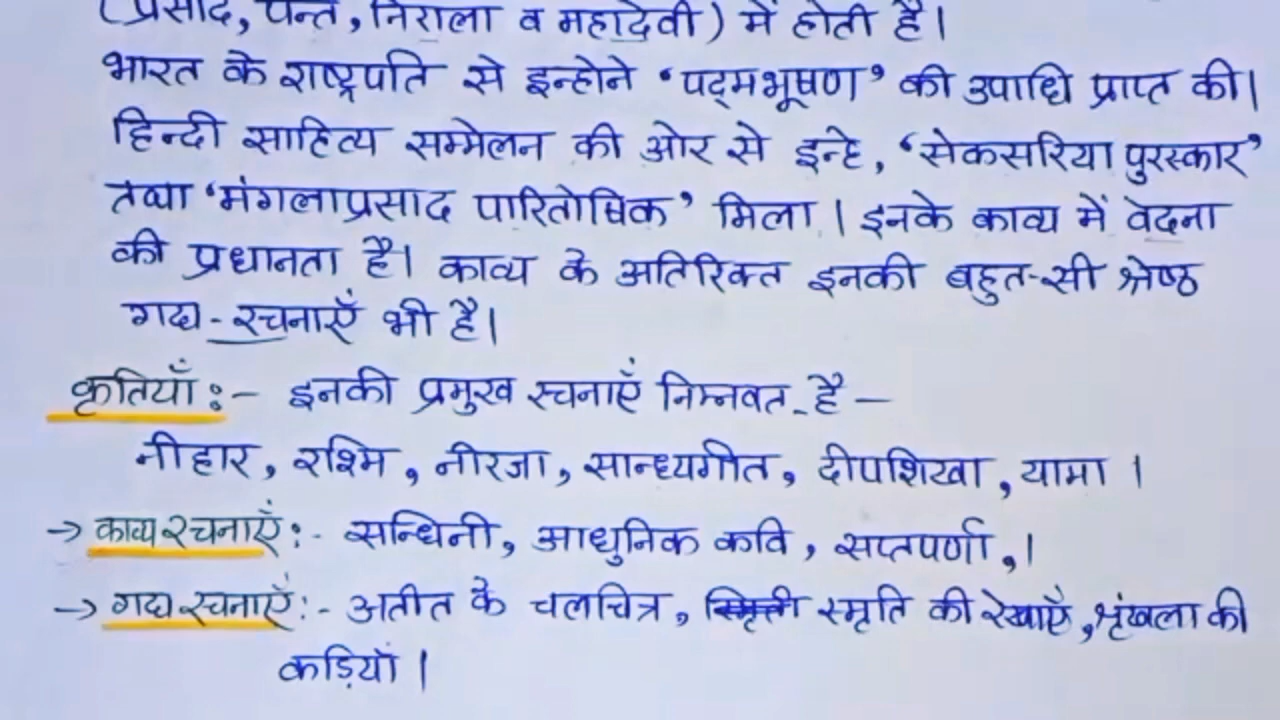 (प्रसाद, पन्त, निराला व महादेवी) में होती है।
भारत के राष्ट्रपति से इन्होने 'पद्मभूषण' की उपाधि प्राप्त की।
हिन्दी साहित्य सम्मेलन की ओर से इन्हे, 'सेकसरिया पुरस्कार'
तथा 'मंगलाप्रसाद पारितोषिक' मिला। इनके काव्य में वेदना
की प्रधानता है। काव्य के अतिरिक्त इनकी बहुत-सी श्रेष्ठ
गद्य-रचनाएँ भी है।
कृतियाँ:- इनकी प्रमुख रचनाएँ निम्नवत है –
नीहार, रश्मि, नीरजा, सान्ध्यगीत, दीपशिखा, यामा ।
→ काव्य रचनाएँ:- सन्धिनी, आधुनिक कवि, सप्तपर्णा,।
→ गद्य रचनाएँ:- अतीत के चलचित्र, स्मृति की रेखाएँ, श्रृंखला की
कड़ियाँ ।